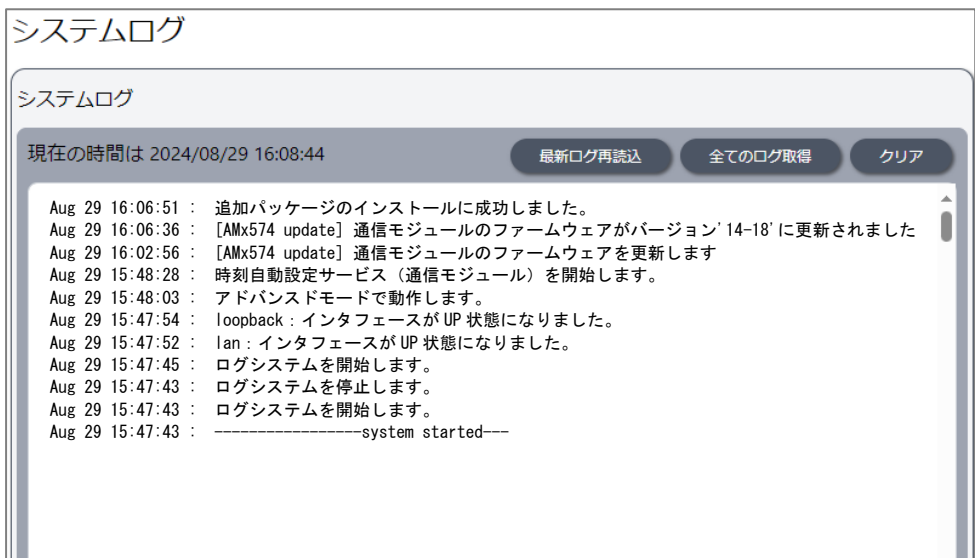 システムログ
システムログ
現在の時間は 2024/08/29 16:08:44
最新ログ再読込
全てのログ取得
クリア
Aug 29 16:06:51 : 追加パッケージのインストールに成功しました。
Aug 29 16:06:36 : [AMx574 update] 通信モジュールのファームウェアがバージョン'14-18'に更新されました
Aug 29 16:02:56 : [AMx574 update] 通信モジュールのファームウェアを更新します
Aug 29 15:48:28 : 時刻自動設定サービス（通信モジュール）を開始します。
Aug 29 15:48:03 : アドバンスドモードで動作します。
Aug 29 15:47:54 : loopback：インタフェースが UP 状態になりました。
Aug 29 15:47:52 : lan：インタフェースが UP 状態になりました。
Aug 29 15:47:45 : ログシステムを開始します。
Aug 29 15:47:43 : ログシステムを停止します。
Aug 29 15:47:43 : ログシステムを開始します。
Aug 29 15:47:43 : -----------------system started---